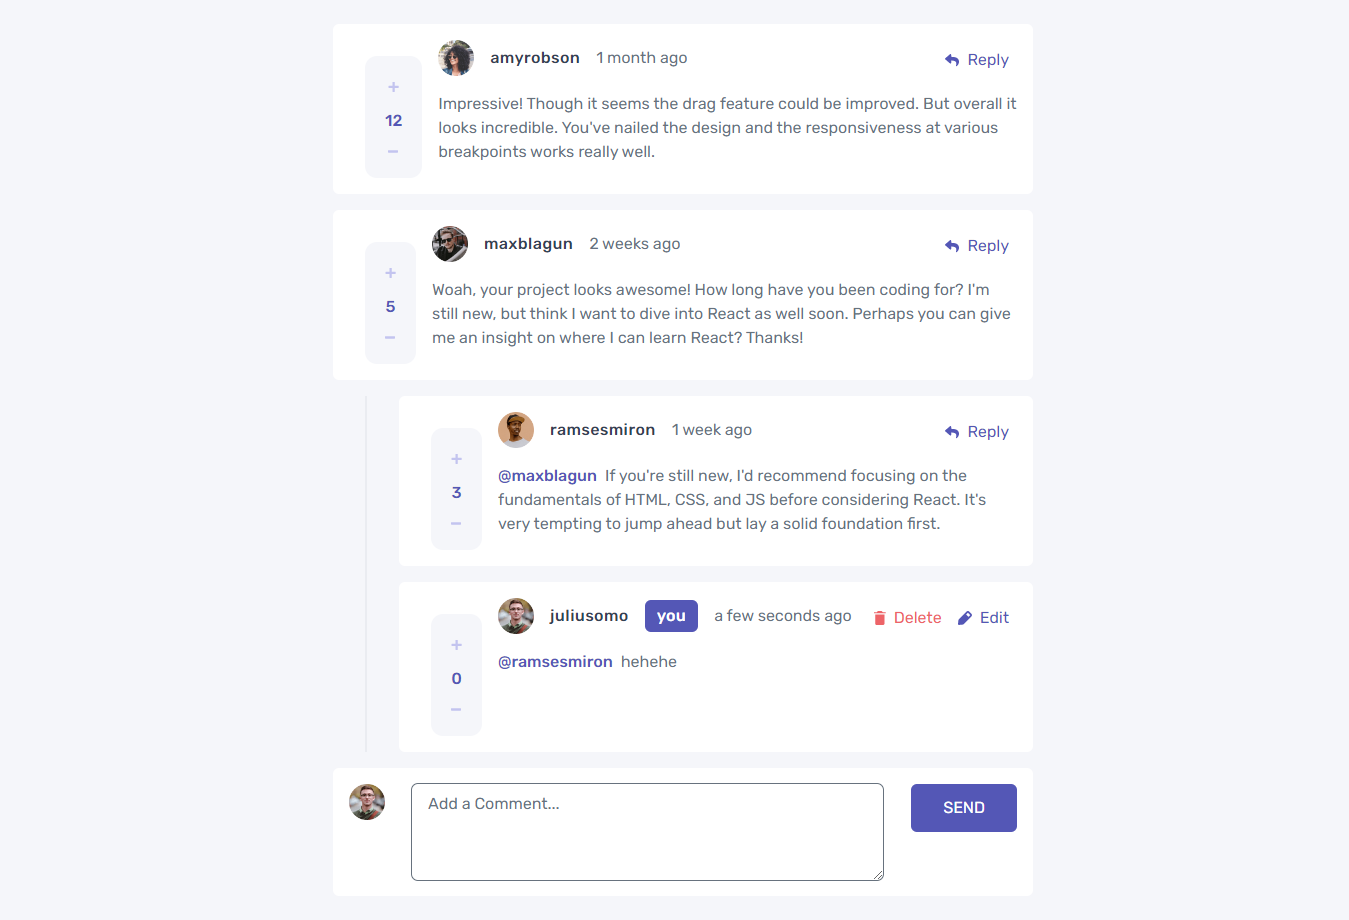 amyrobson 1 month ago Reply
+
12
−
Impressive! Though it seems the drag feature could be improved. But overall it
looks incredible. You've nailed the design and the responsiveness at various
breakpoints works really well.
maxblagun 2 weeks ago Reply
+
5
−
Woah, your project looks awesome! How long have you been coding for? I'm
still new, but think I want to dive into React as well soon. Perhaps you can give
me an insight on where I can learn React? Thanks!
ramsesmiron 1 week ago Reply
+
3
−
@maxblagun If you're still new, I'd recommend focusing on the
fundamentals of HTML, CSS, and JS before considering React. It's
very tempting to jump ahead but lay a solid foundation first.
juliusomo you a few seconds ago Delete Edit
+
0
−
@ramsesmiron hehehe
Add a Comment...
SEND